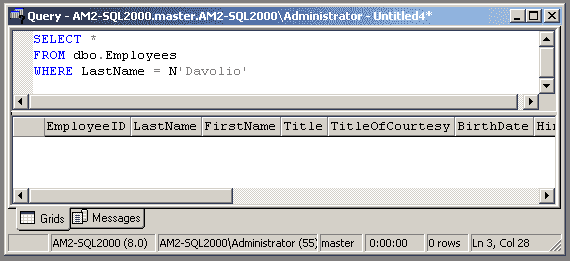 Query - AM2-SQL2000.master.AM2-SQL2000\Administrator - Untitled4*
SELECT *
FROM dbo.Employees
WHERE LastName = N'Davolio'
EmployeeID LastName FirstName Title TitleOfCourtesy BirthDate Hir
Grids Messages
AM2-SQL2000 (8.0) AM2-SQL2000\Administrator (55) master 0:00:00 0 rows Ln 3, Col 28